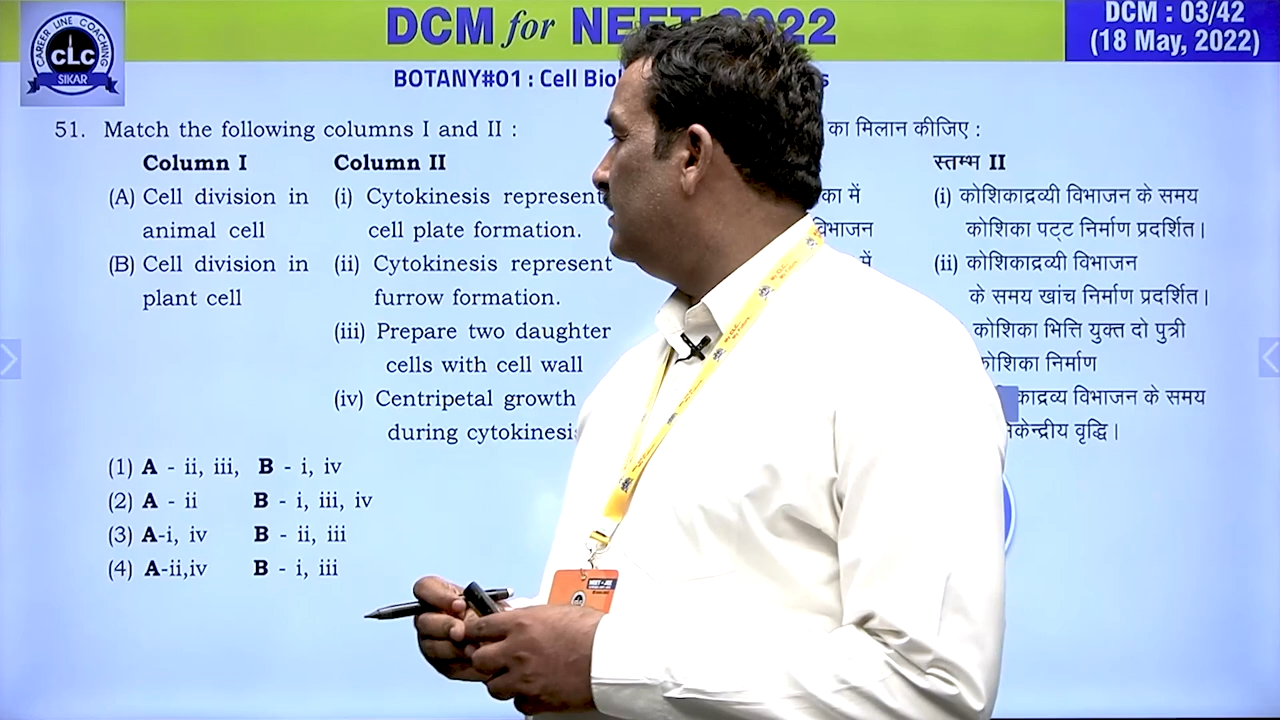 DCM for NEET 2022
DCM : 03/42
(18 May, 2022)
CAREER LINE COACHING
CLC
SIKAR
BOTANY#01 : Cell
51. Match the following columns I and II :
का मिलान कीजिए :
Column I Column II
स्तम्भ II
(A) Cell division in (i) Cytokinesis represent
में (i) कोशिकाद्रव्यी विभाजन के समय
animal cell cell plate formation.
विभाजन कोशिका पट्ट निर्माण प्रदर्शित।
(B) Cell division in (ii) Cytokinesis represent
में (ii) कोशिकाद्रव्यी विभाजन
plant cell furrow formation.
के समय खांच निर्माण प्रदर्शित।
(iii) Prepare two daughter
कोशिका भित्ति युक्त दो पुत्री
cells with cell wall
निर्माण
(iv) Centripetal growth
विभाजन के समय
during cytokinesis
वृद्धि।
(1) A - ii, iii, B - i, iv
(2) A - ii B - i, iii, iv
(3) A-i, iv B - ii, iii
(4) A-ii,iv B - i, iii